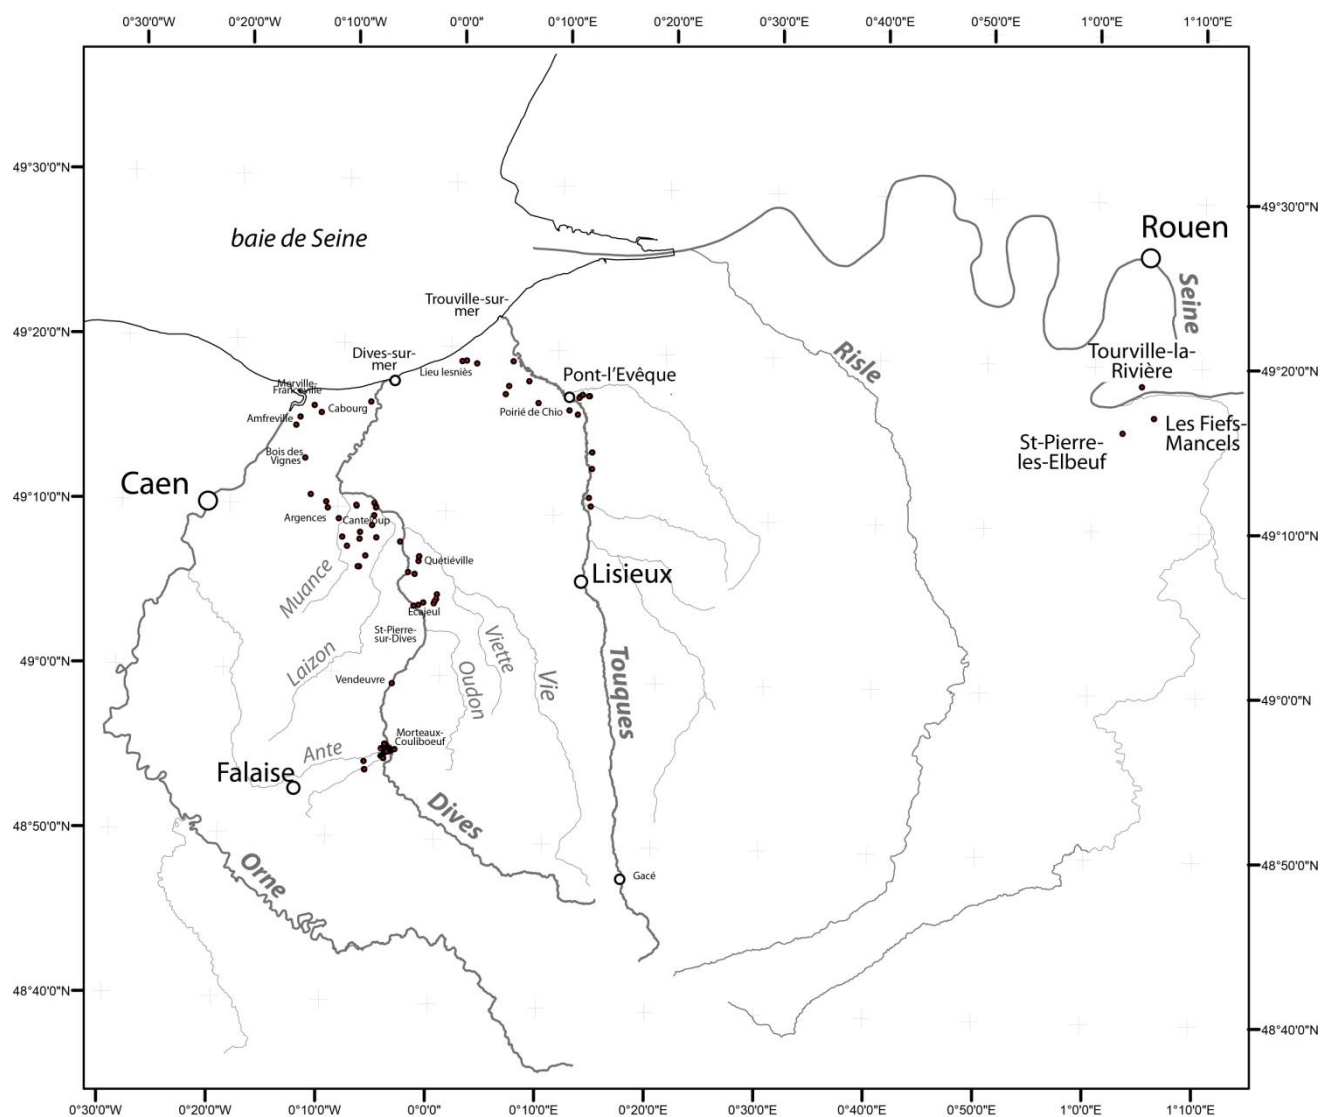 0°30'0"W
0°20'0"W
0°10'0"W
0°0'0"
0°10'0"E
0°20'0"E
0°30'0"E
0°40'0"E
0°50'0"E
1°0'0"E
1°10'0"E
49°30'0"N
49°30'0"N
baie de Seine
Rouen
Seine
Trouville-sur-
mer
49°20'0"N
Risle
Dives-sur-
mer
Lieu lesniès
Tourville-la-
Rivière
49°20'0"N
Pont-l'Evêque
Merville-
Franceville
Cabourg
Poirié de Chio
Amfreville
Les Fiefs-
Mancels
St-Pierre-
les-Elbeuf
Bois des
Vignes
Caen
49°10'0"N
Argences
Canteloup
49°10'0"N
Quétiéville
Lisieux
Muance
Ecajeul
St-Pierre-
sur-Dives
Viette
Laizon
49°0'0"N
Oudon
Vie
Touques
Vendeuvre
49°0'0"N
Morteaux-
Couliboeuf
Ante
Falaise
Dives
48°50'0"N
48°50'0"N
Orne
Gacé
48°40'0"N
48°40'0"N
0°30'0"W
0°20'0"W
0°10'0"W
0°0'0"
0°10'0"E
0°20'0"E
0°30'0"E
0°40'0"E
0°50'0"E
1°0'0"E
1°10'0"E